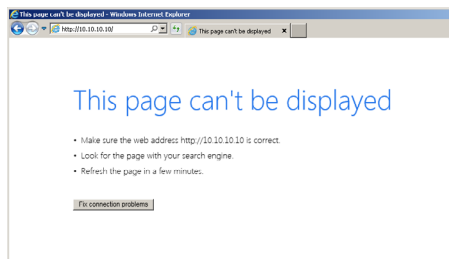 This page can't be displayed - Windows Internet Explorer
http://10.10.10.10/
This page can't be displayed
This page can't be displayed
• Make sure the web address http://10.10.10.10 is correct.
• Look for the page with your search engine.
• Refresh the page in a few minutes.
Fix connection problems